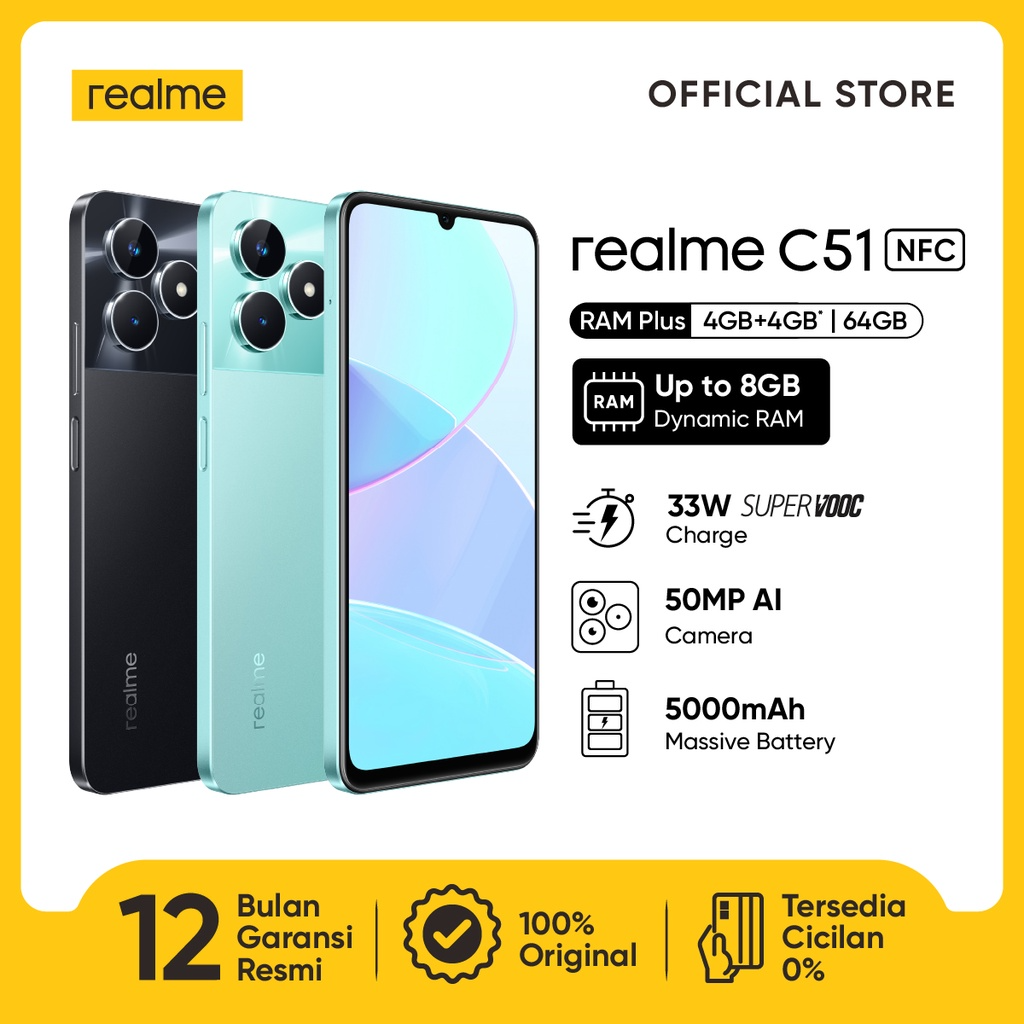 realme
OFFICIAL STORE
realme C51 NFC
RAM Plus 4GB+4GB* | 64GB
RAM
Up to 8GB
Dynamic RAM
33W SUPERVOOC
Charge
50MP AI
Camera
5000mAh
Massive Battery
realme
realme
12
Bulan
Garansi
Resmi
100%
Original
Tersedia
Cicilan
0%